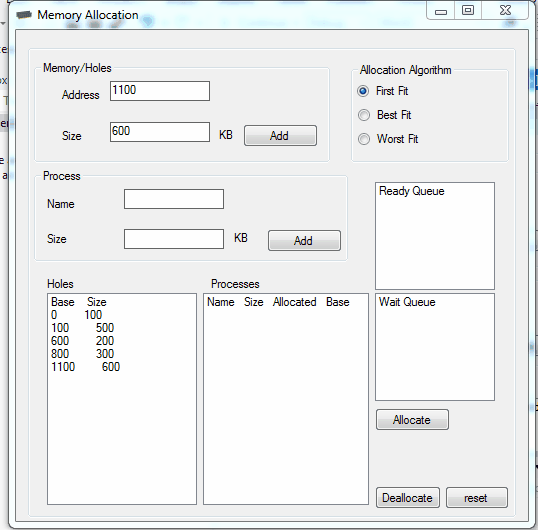 Memory Allocation
Memory/Holes
Address 1100
Size 600 KB Add
Allocation Algorithm
First Fit
Best Fit
Worst Fit
Process
Name
Size KB Add
Ready Queue
Holes
Base Size
0 100
100 500
600 200
800 300
1100 600
Processes
Name Size Allocated Base
Wait Queue
Allocate
Deallocate reset